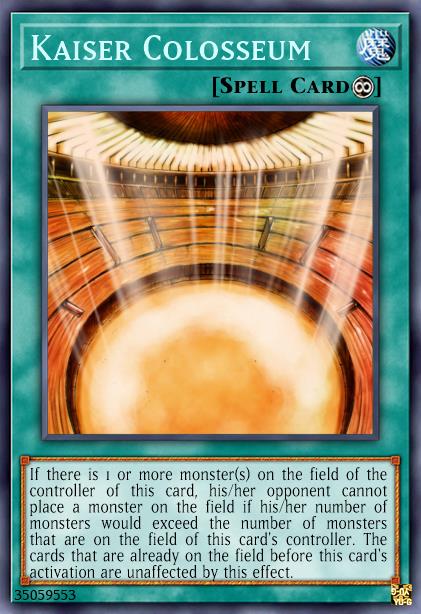 Kaiser Colosseum
魔
[Spell Card]
If there is 1 or more monster(s) on the field of the
controller of this card, his/her opponent cannot
place a monster on the field if his/her number of
monsters would exceed the number of monsters
that are on the field of this card's controller. The
cards that are already on the field before this card's
activation are unaffected by this effect.
35059553